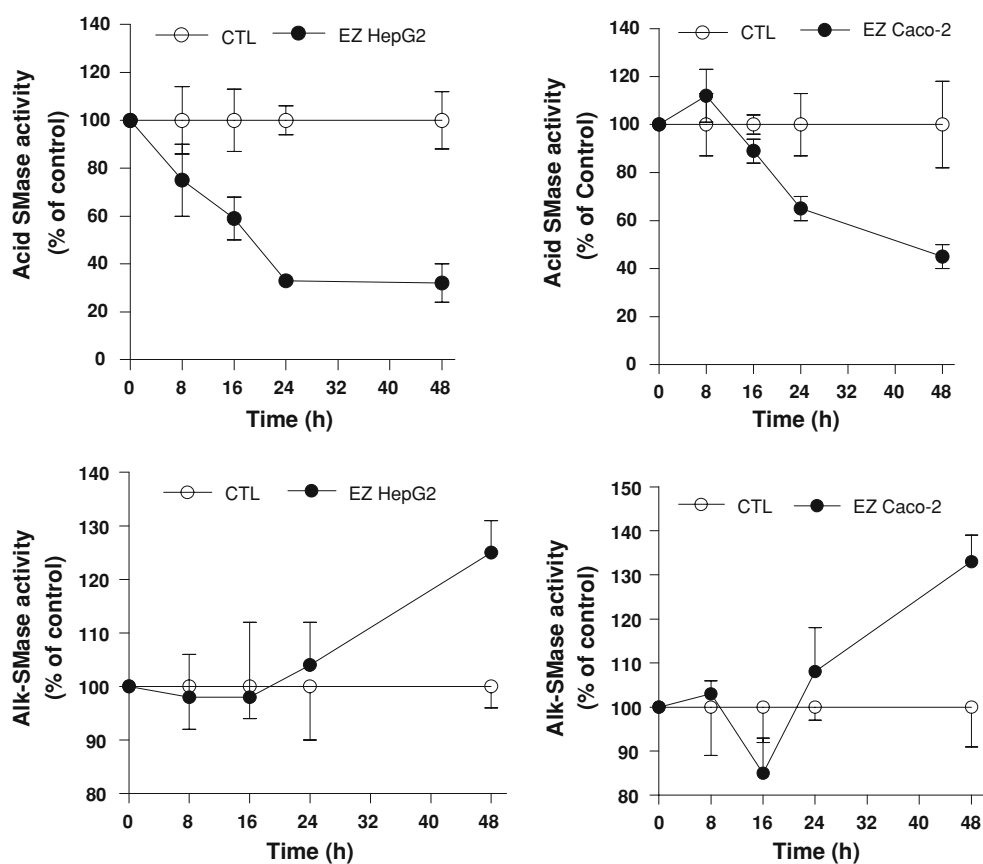 CTL EZ HepG2
Acid SMase activity
(% of control)
140
120
100
80
60
40
20
0
0 8 16 24 32 40 48
Time (h)
CTL EZ Caco-2
Acid SMase activity
(% of Control)
140
120
100
80
60
40
20
0
0 8 16 24 32 40 48
Time (h)
CTL EZ HepG2
Alk-SMase activity
(% of control)
140
130
120
110
100
90
80
0 8 16 24 32 40 48
Time (h)
CTL EZ Caco-2
Alk-SMase activity
(% of control)
150
140
130
120
110
100
90
80
0 8 16 24 32 40 48
Time (h)